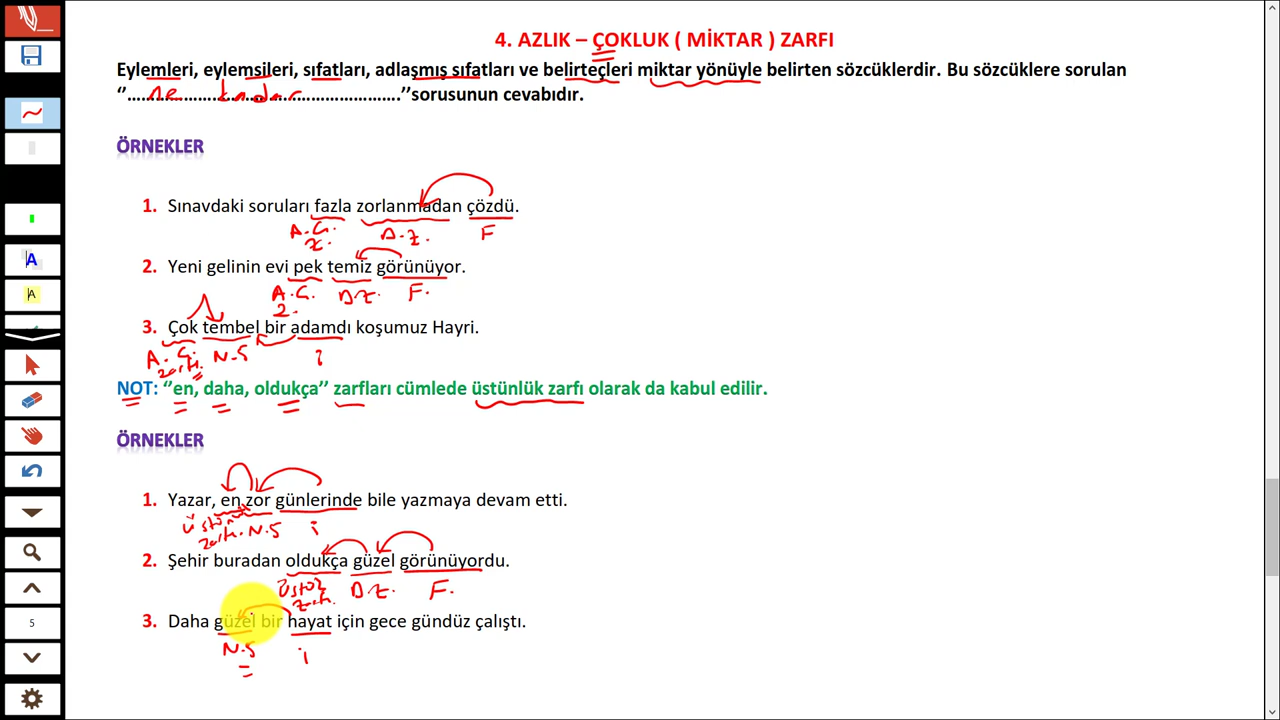 4. AZLIK – ÇOKLUK ( MİKTAR ) ZARFI
Eylemleri, eylemsileri, sıfatları, adlaşmış sıfatları ve belirteçleri miktar yönüyle belirten sözcüklerdir. Bu sözcüklere sorulan
‘’…ne kadar…’’sorusunun cevabıdır.
ÖRNEKLER
1. Sınavdaki soruları fazla zorlanmadan çözdü.
A.Ç. Z. D.Z. F
2. Yeni gelinin evi pek temiz görünüyor.
A.Ç. Z. D.Z. F.
3. Çok tembel bir adamdı koşumuz Hayri.
A. Ç. zarfı. N.S i
NOT: ‘’en, daha, oldukça’’ zarfları cümlede üstünlük zarfı olarak da kabul edilir.
ÖRNEKLER
1. Yazar, en zor günlerinde bile yazmaya devam etti.
zarfı. N.S i
2. Şehir buradan oldukça güzel görünüyordu.
D.Z. F.
3. Daha güzel bir hayat için gece gündüz çalıştı.
N.S i
A
A
5